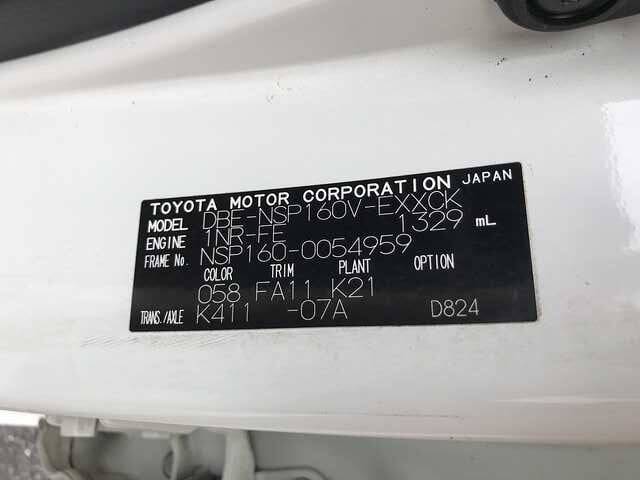 TOYOTA MOTOR CORPORATION JAPAN
MODEL DBE-NSP160V-EXXCK
ENGINE 1NR-FE 1329 mL
FRAME No. NSP160-0054959
COLOR TRIM PLANT OPTION
058 FA11 K21
TRANS./AXLE K411 -07A D824